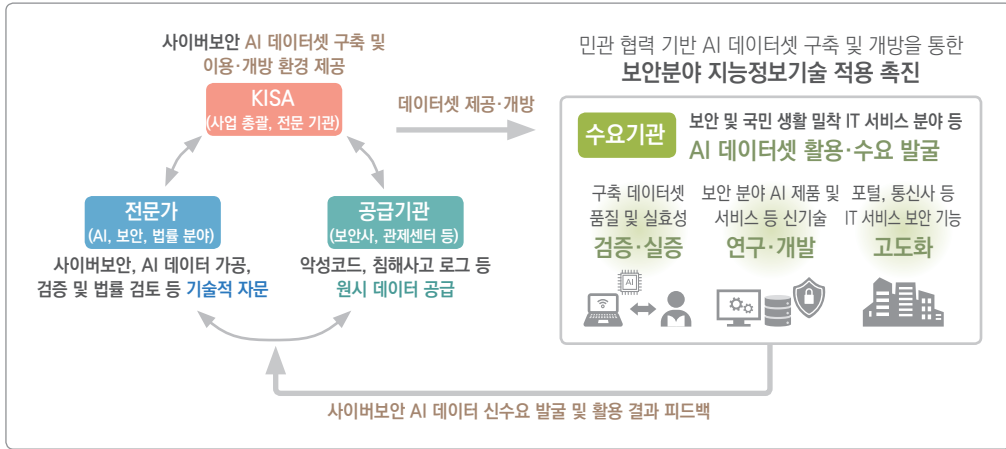 사이버보안 AI 데이터셋 구축 및
이용·개방 환경 제공
KISA
(사업 총괄, 전문 기관)
전문가
(AI, 보안, 법률 분야)
사이버보안, AI 데이터 가공,
검증 및 법률 검토 등 기술적 자문
공급기관
(보안사, 관제센터 등)
악성코드, 침해사고 로그 등
원시 데이터 공급
데이터셋 제공·개방
민관 협력 기반 AI 데이터셋 구축 및 개방을 통한
보안분야 지능정보기술 적용 촉진
수요기관
보안 및 국민 생활 밀착 IT 서비스 분야 등
AI 데이터셋 활용·수요 발굴
구축 데이터셋
품질 및 실효성
검증·실증
AI
보안 분야 AI 제품 및
서비스 등 신기술
연구·개발
포털, 통신사 등
IT 서비스 보안 기능
고도화
사이버보안 AI 데이터 신수요 발굴 및 활용 결과 피드백